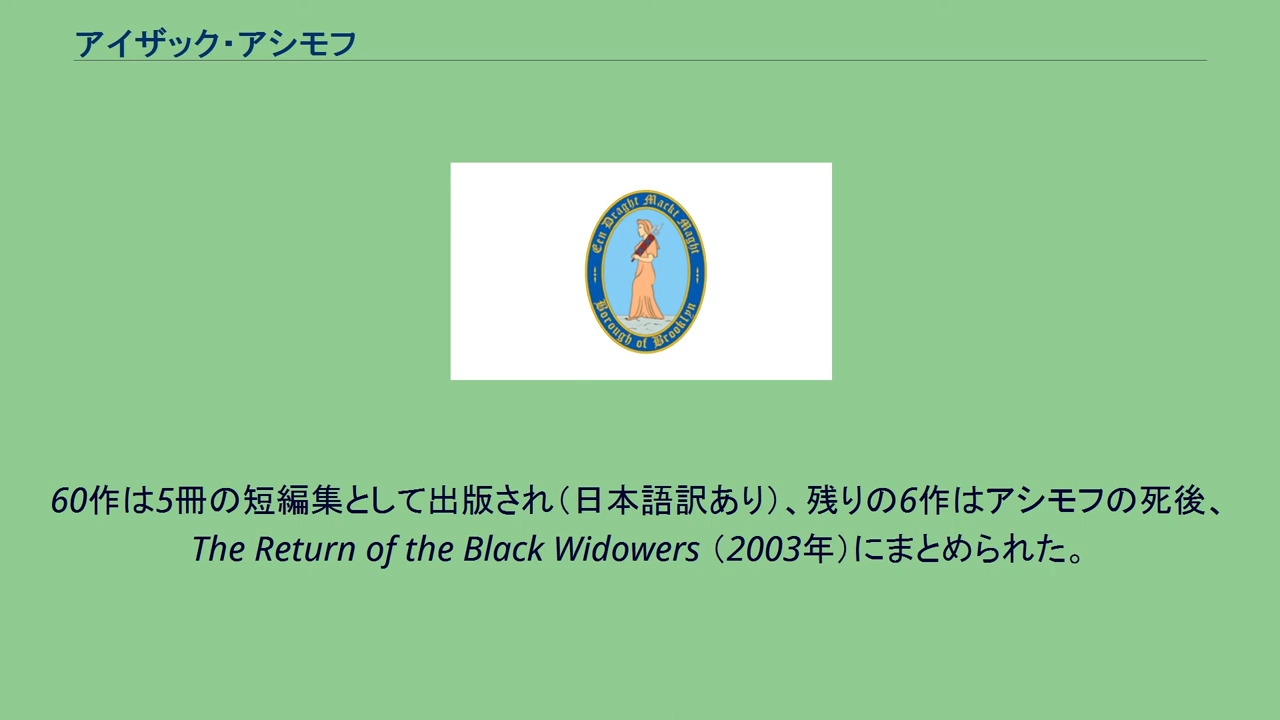 アイザック・アシモフ
Een Draght Mackt Maght
Borough of Brooklyn
60作は5冊の短編集として出版され（日本語訳あり）、残りの6作はアシモフの死後、
The Return of the Black Widowers （2003年）にまとめられた。